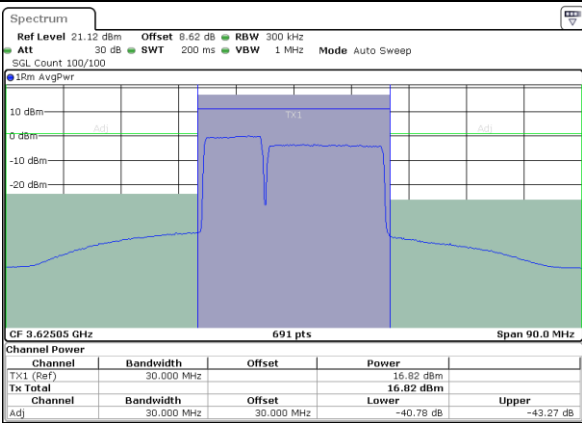 Spectrum
Ref Level 21.12 dBm Offset 8.62 dB RBW 300 kHz
Att 30 dB SWT 200 ms VBW 1 MHz Mode Auto Sweep
SGL Count 100/100
1Rm AvgPwr
TX1
10 dBm
Adj Adj
0 dBm
-10 dBm
-20 dBm
CF 3.62505 GHz 691 pts Span 90.0 MHz
Channel Power
Channel Bandwidth Offset Power
TX1 (Ref) 30.000 MHz 16.82 dBm
Tx Total 16.82 dBm
Channel Bandwidth Offset Lower Upper
Adj 30.000 MHz 30.000 MHz -40.78 dB -43.27 dB